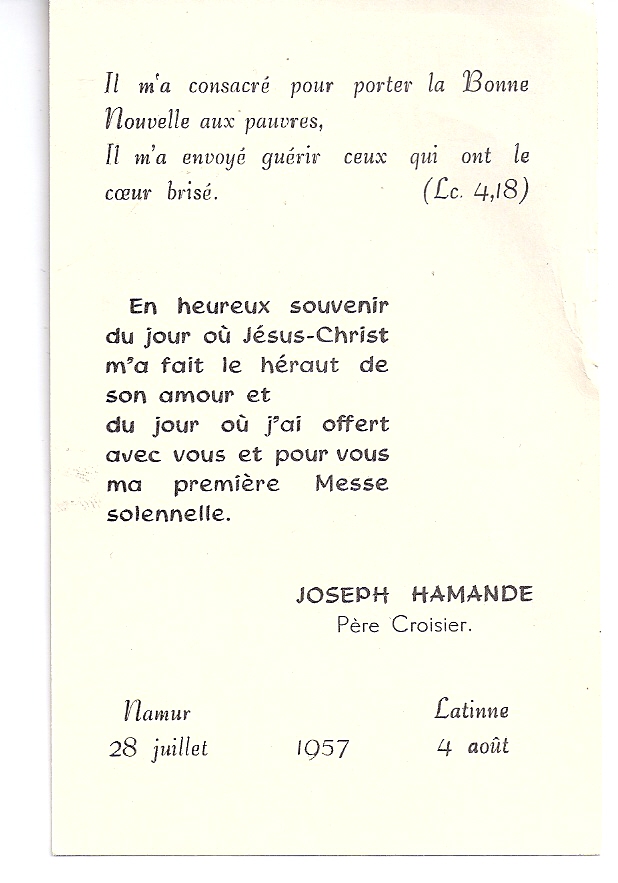 Il m'a consacré pour porter la Bonne
Nouvelle aux pauvres,
Il m'a envoyé guérir ceux qui ont le
cœur brisé. (Lc. 4,18)
En heureux souvenir
du jour où Jésus-Christ
m'a fait le héraut de
son amour et
du jour où j'ai offert
avec vous et pour vous
ma première Messe
solennelle.
JOSEPH HAMANDE
Père Croisier.
Namur Latinne
28 juillet 1957 4 août